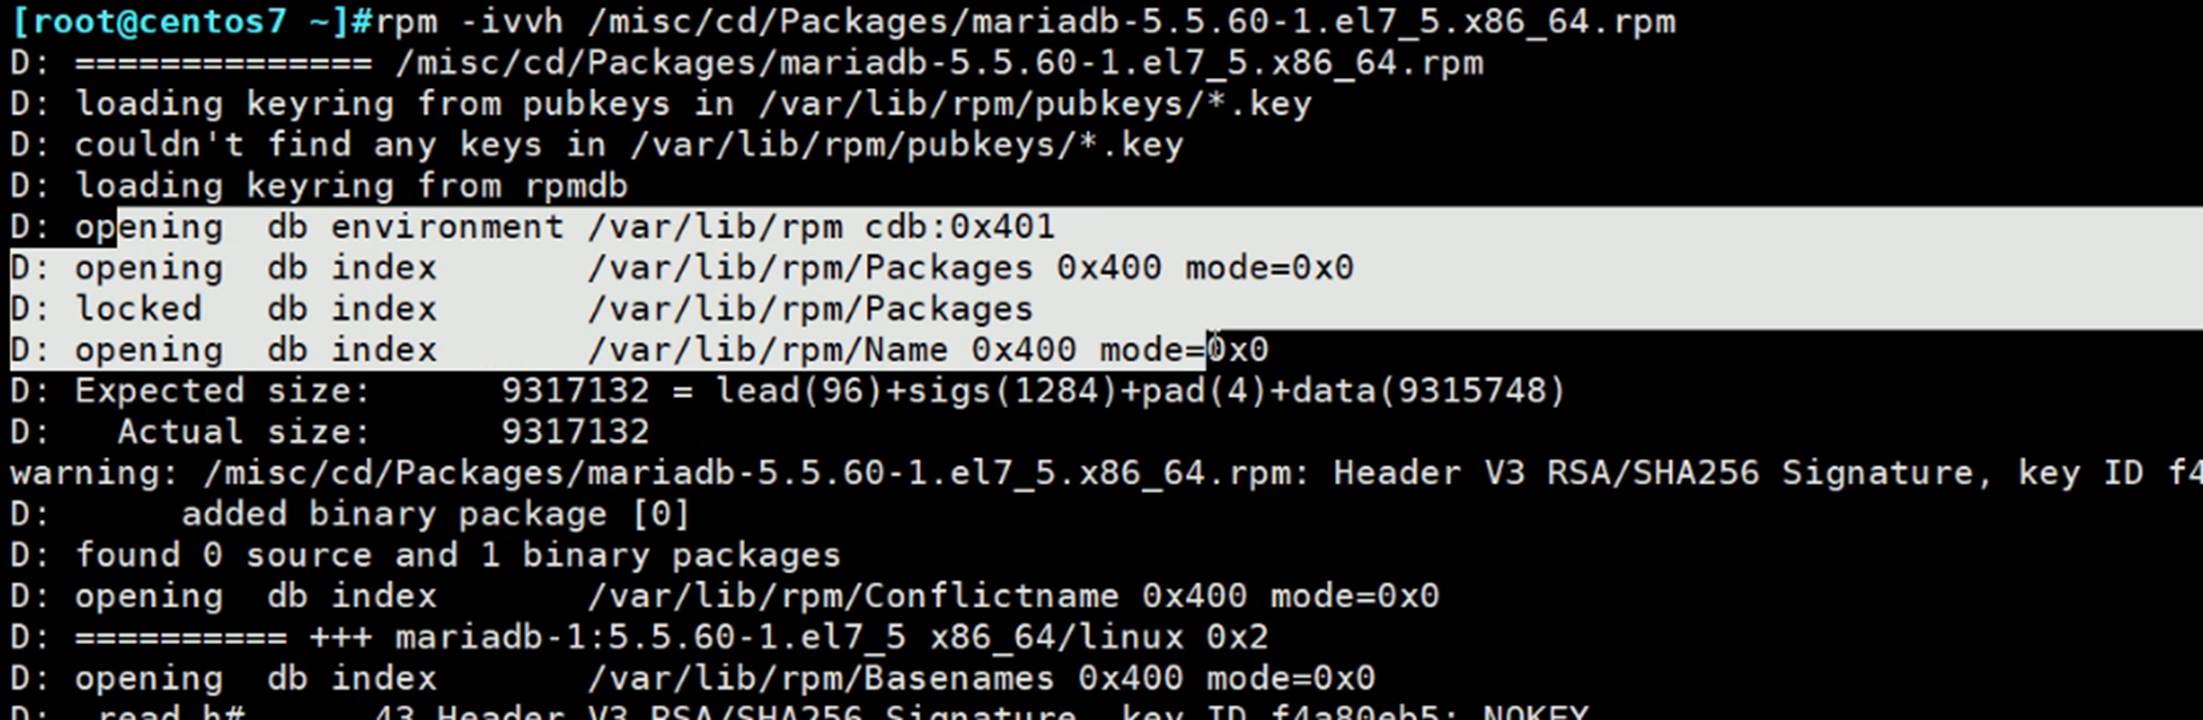 [root@centos7 ~]#rpm -ivvh /misc/cd/Packages/mariadb-5.5.60-1.el7_5.x86_64.rpm
D: ============== /misc/cd/Packages/mariadb-5.5.60-1.el7_5.x86_64.rpm
D: loading keyring from pubkeys in /var/lib/rpm/pubkeys/*.key
D: couldn't find any keys in /var/lib/rpm/pubkeys/*.key
D: loading keyring from rpmdb
D: opening  db environment /var/lib/rpm cdb:0x401
D: opening  db index       /var/lib/rpm/Packages 0x400 mode=0x0
D: locked   db index       /var/lib/rpm/Packages
D: opening  db index       /var/lib/rpm/Name 0x400 mode=0x0
D: Expected size:      9317132 = lead(96)+sigs(1284)+pad(4)+data(9315748)
D:   Actual size:      9317132
warning: /misc/cd/Packages/mariadb-5.5.60-1.el7_5.x86_64.rpm: Header V3 RSA/SHA256 Signature, key ID f4
D:      added binary package [0]
D: found 0 source and 1 binary packages
D: opening  db index       /var/lib/rpm/Conflictname 0x400 mode=0x0
D: ========== +++ mariadb-1:5.5.60-1.el7_5 x86_64/linux 0x2
D: opening  db index       /var/lib/rpm/Basenames 0x400 mode=0x0
D:  read h#      43 Header V3 RSA/SHA256 Signature, key ID f4a80eb5: NOKEY